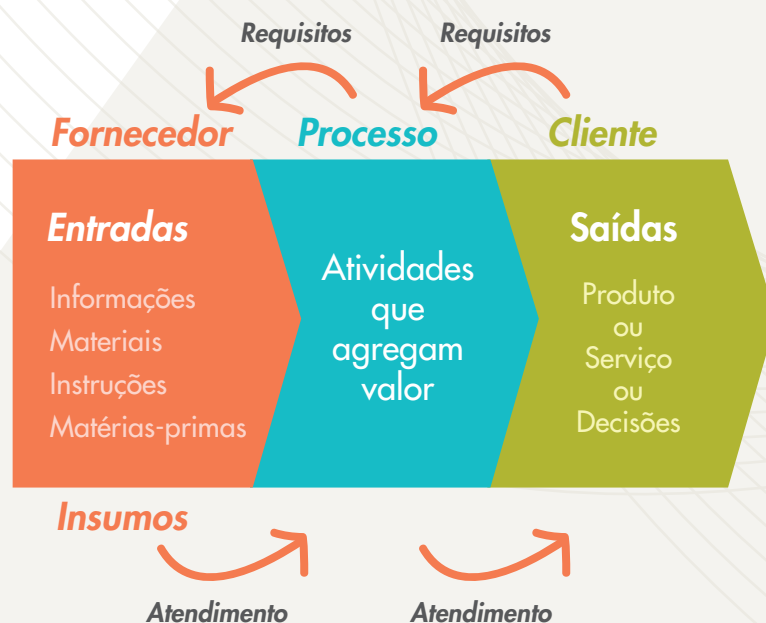 Requisitos
Requisitos
Fornecedor
Processo
Cliente
Entradas
Informações
Materiais
Instruções
Matérias-primas
Atividades
que
agregam
valor
Saídas
Produto
ou
Serviço
ou
Decisões
Insumos
Atendimento
Atendimento